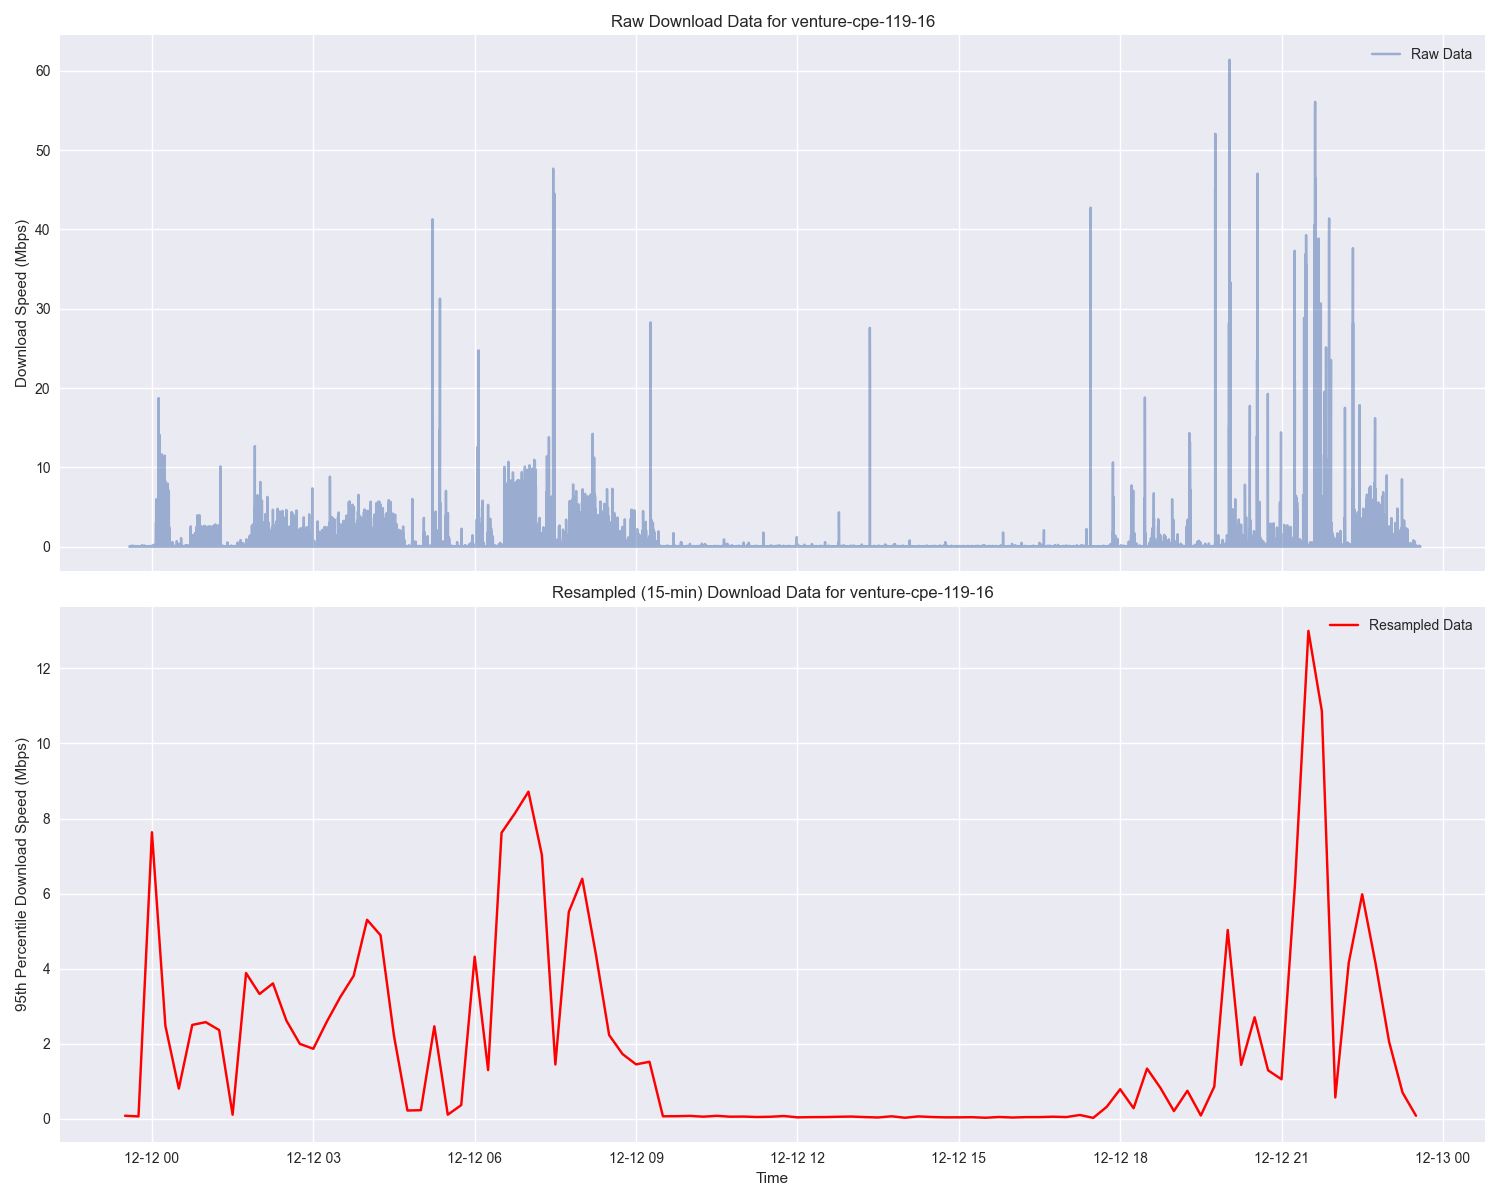 Raw Download Data for venture-cpe-119-16
Raw Data
60
50
40
30
20
10
0
Download Speed (Mbps)
Resampled (15-min) Download Data for venture-cpe-119-16
Resampled Data
12
10
8
6
4
2
0
95th Percentile Download Speed (Mbps)
12-12 00 12-12 03 12-12 06 12-12 09 12-12 12 12-12 15 12-12 18 12-12 21 12-13 00
Time